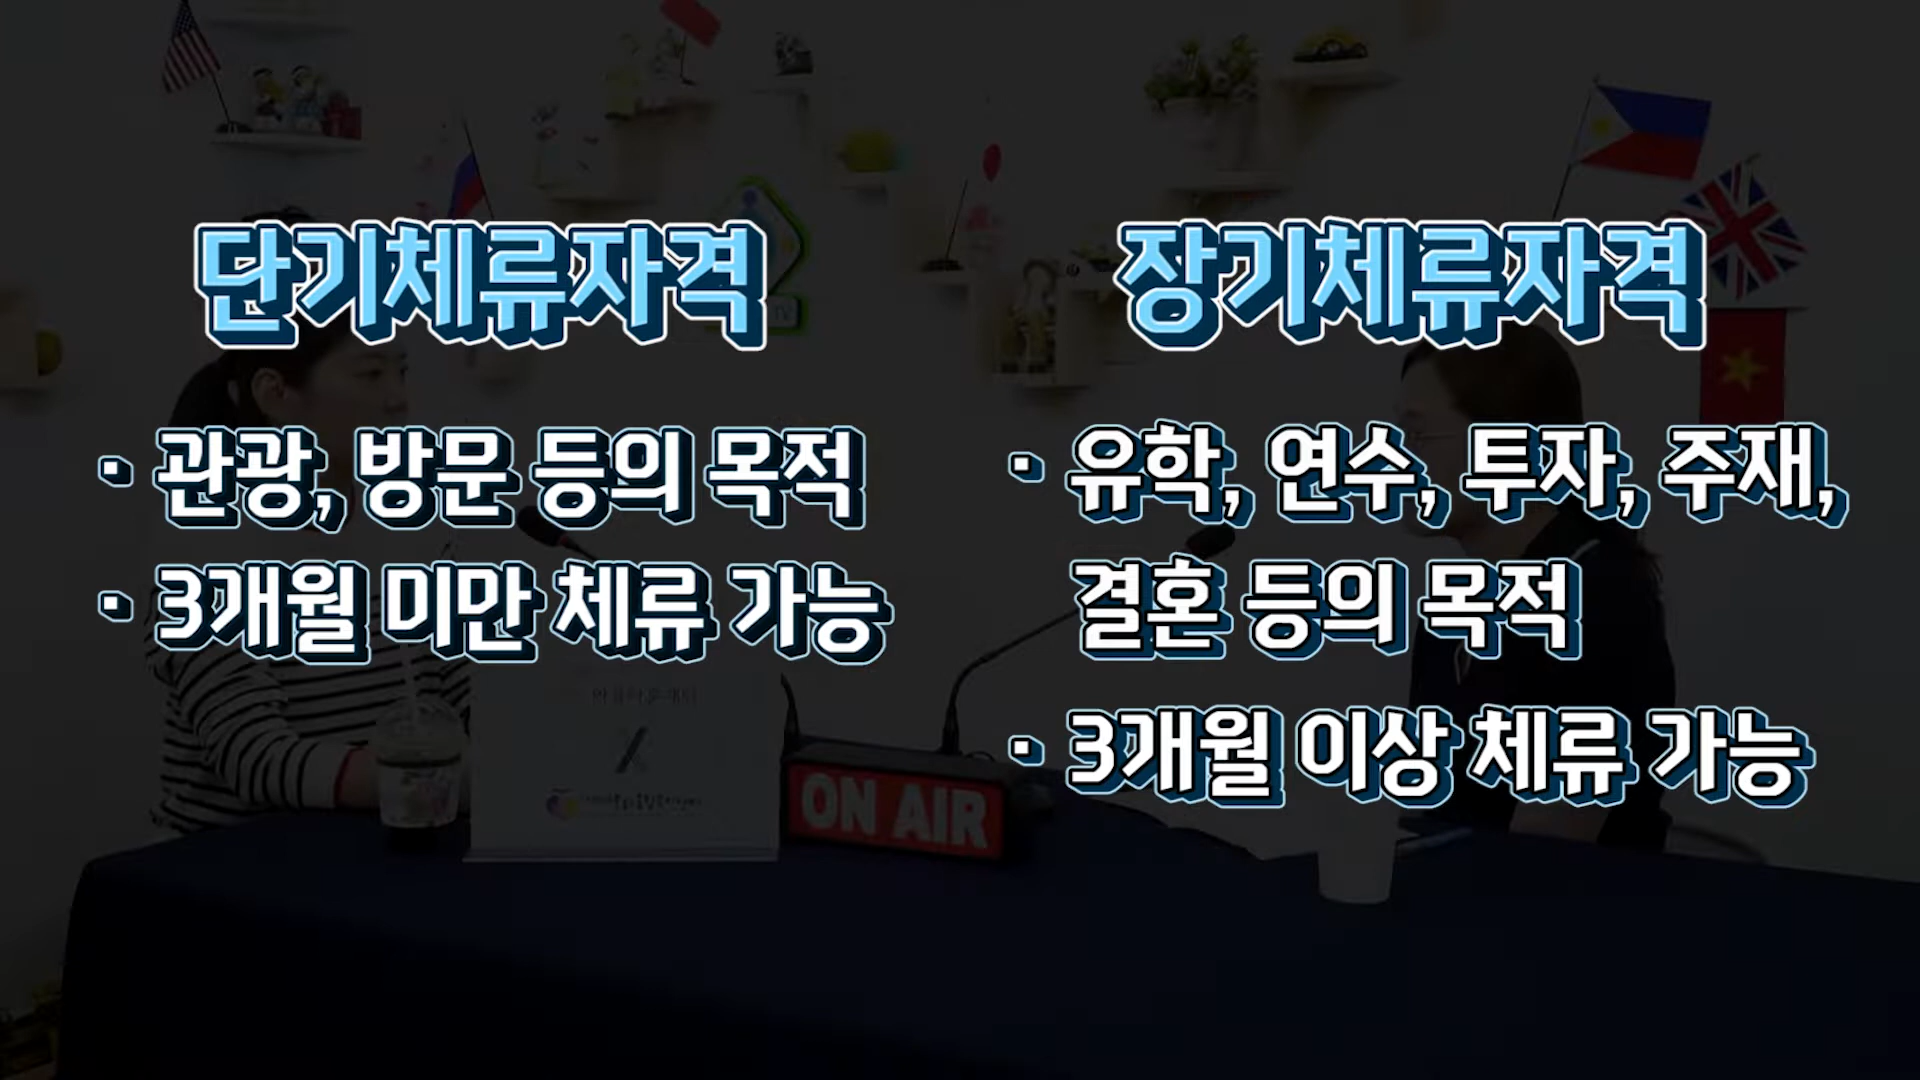 단기체류자격
· 관광, 방문 등의 목적
· 3개월 미만 체류 가능
장기체류자격
· 유학, 연수, 투자, 주재,
결혼 등의 목적
· 3개월 이상 체류 가능
ON AIR